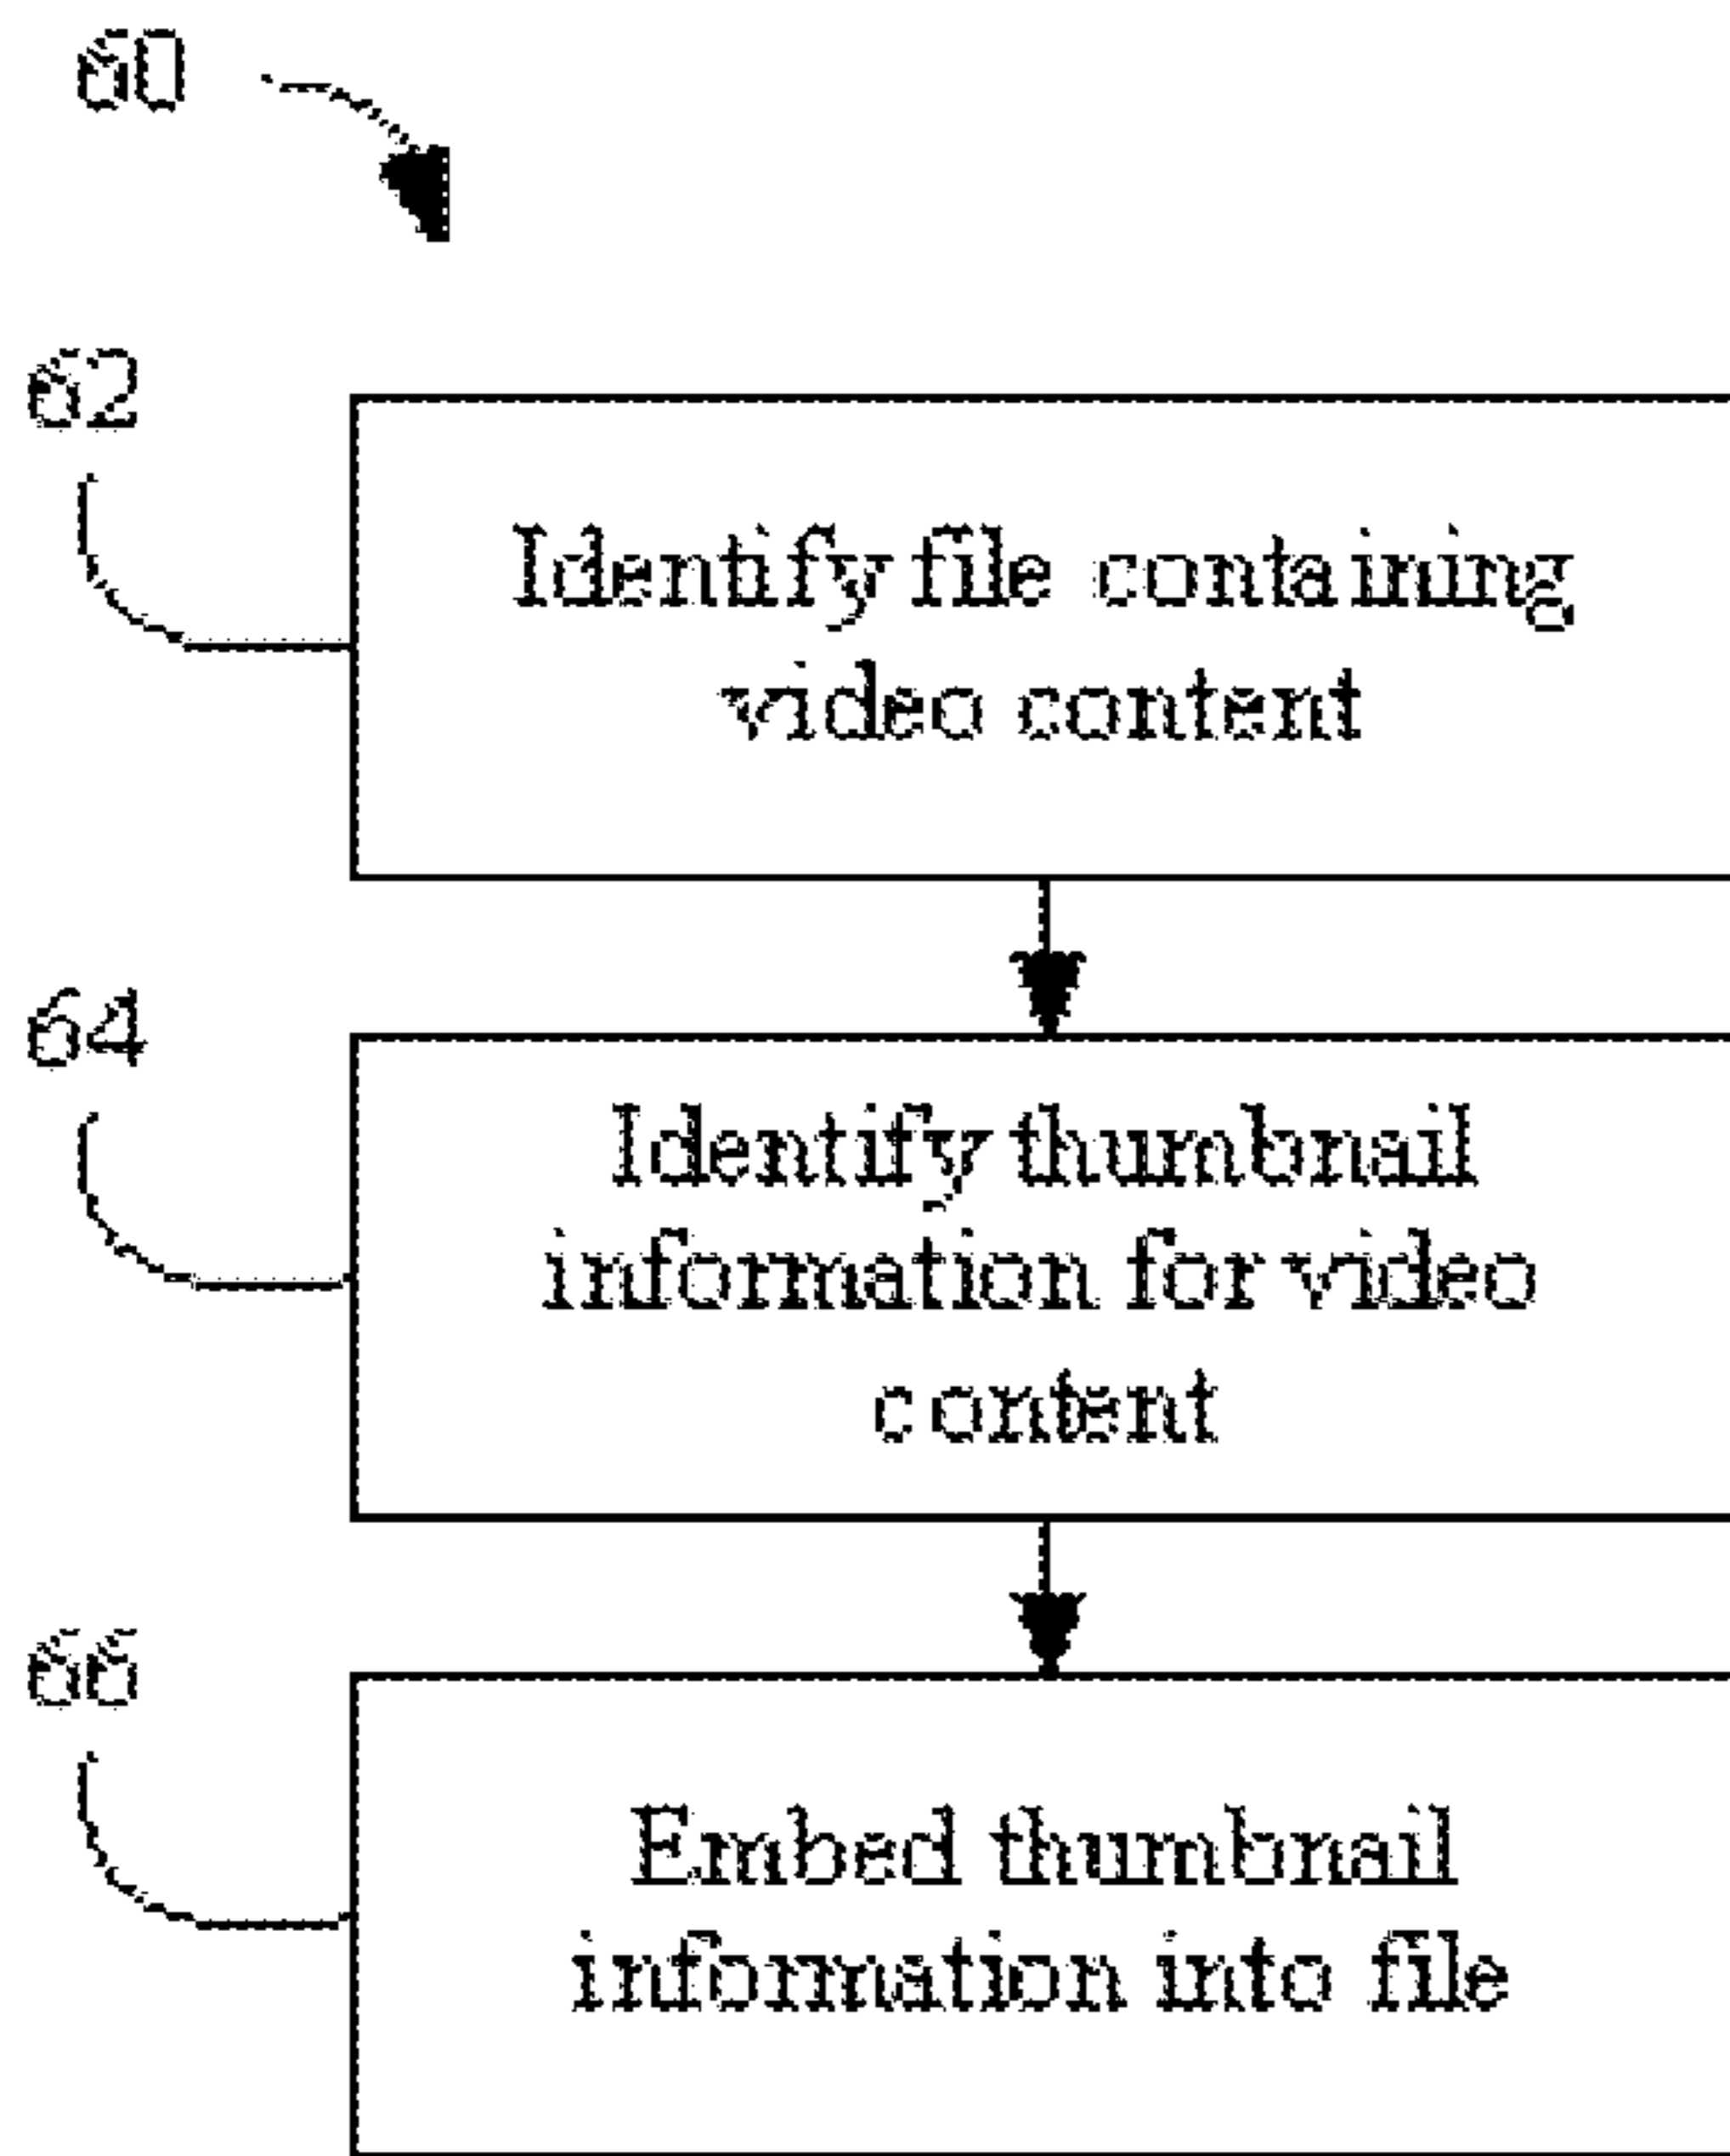 60
62
Identify file containing
video content
64
Identify thumbnail
information for video
content
66
Embed thumbnail
information into file